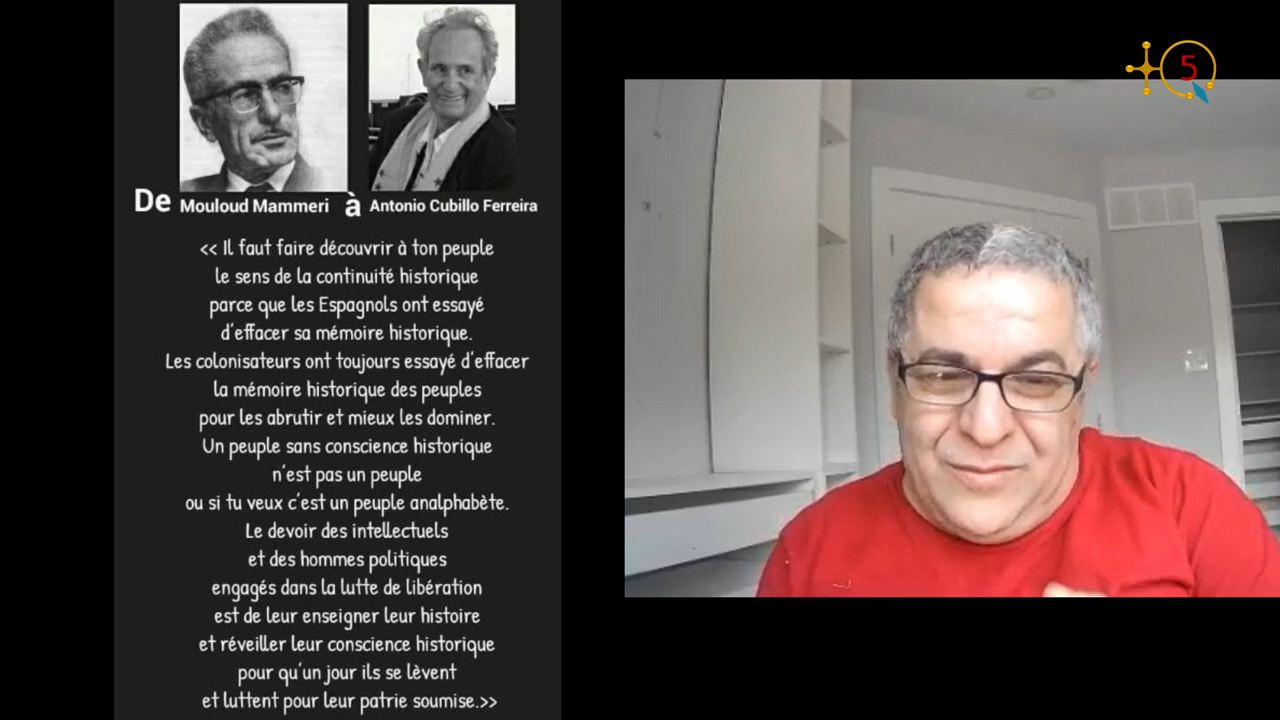 De Mouloud Mammeri à Antonio Cubillo Ferreira
<< Il faut faire découvrir à ton peuple
le sens de la continuité historique
parce que les Espagnols ont essayé
d'effacer sa mémoire historique.
Les colonisateurs ont toujours essayé d'effacer
la mémoire historique des peuples
pour les abrutir et mieux les dominer.
Un peuple sans conscience historique
n'est pas un peuple
ou si tu veux c'est un peuple analphabète.
Le devoir des intellectuels
et des hommes politiques
engagés dans la lutte de libération
est de leur enseigner leur histoire
et réveiller leur conscience historique
pour qu'un jour ils se lèvent
et luttent pour leur patrie soumise.>>
5